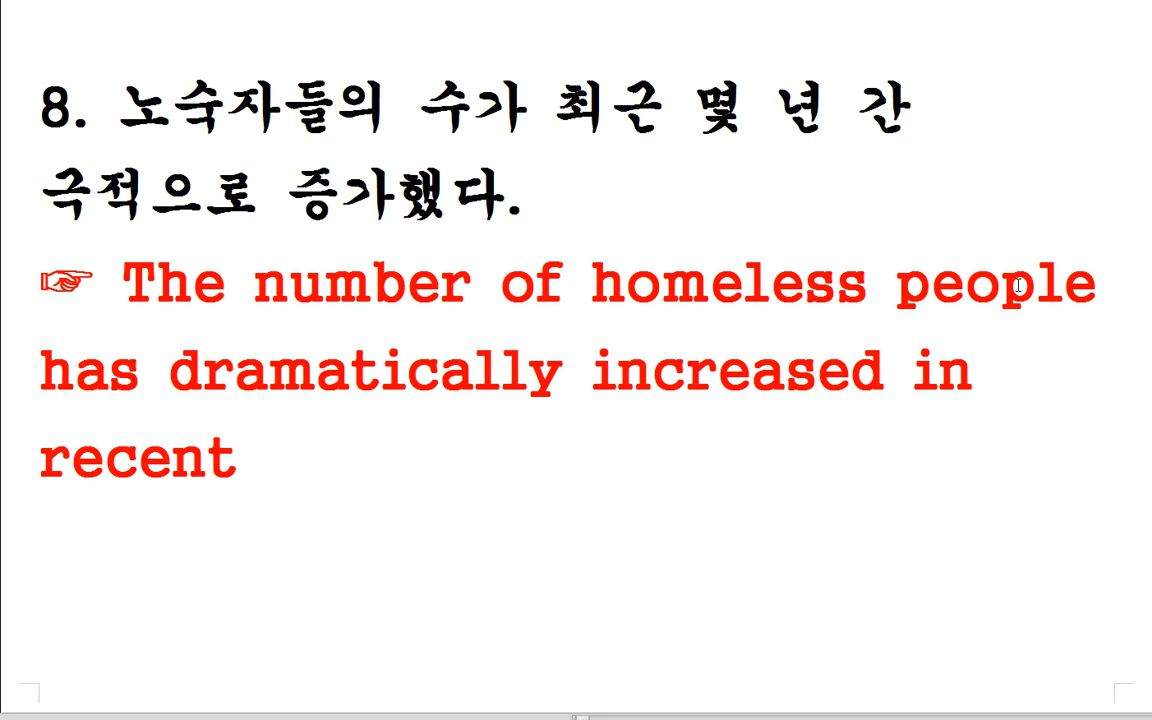 8. 노숙자들의 수가 최근 몇 년 간
극적으로 증가했다.
☞ The number of homeless people
has dramatically increased in
recent